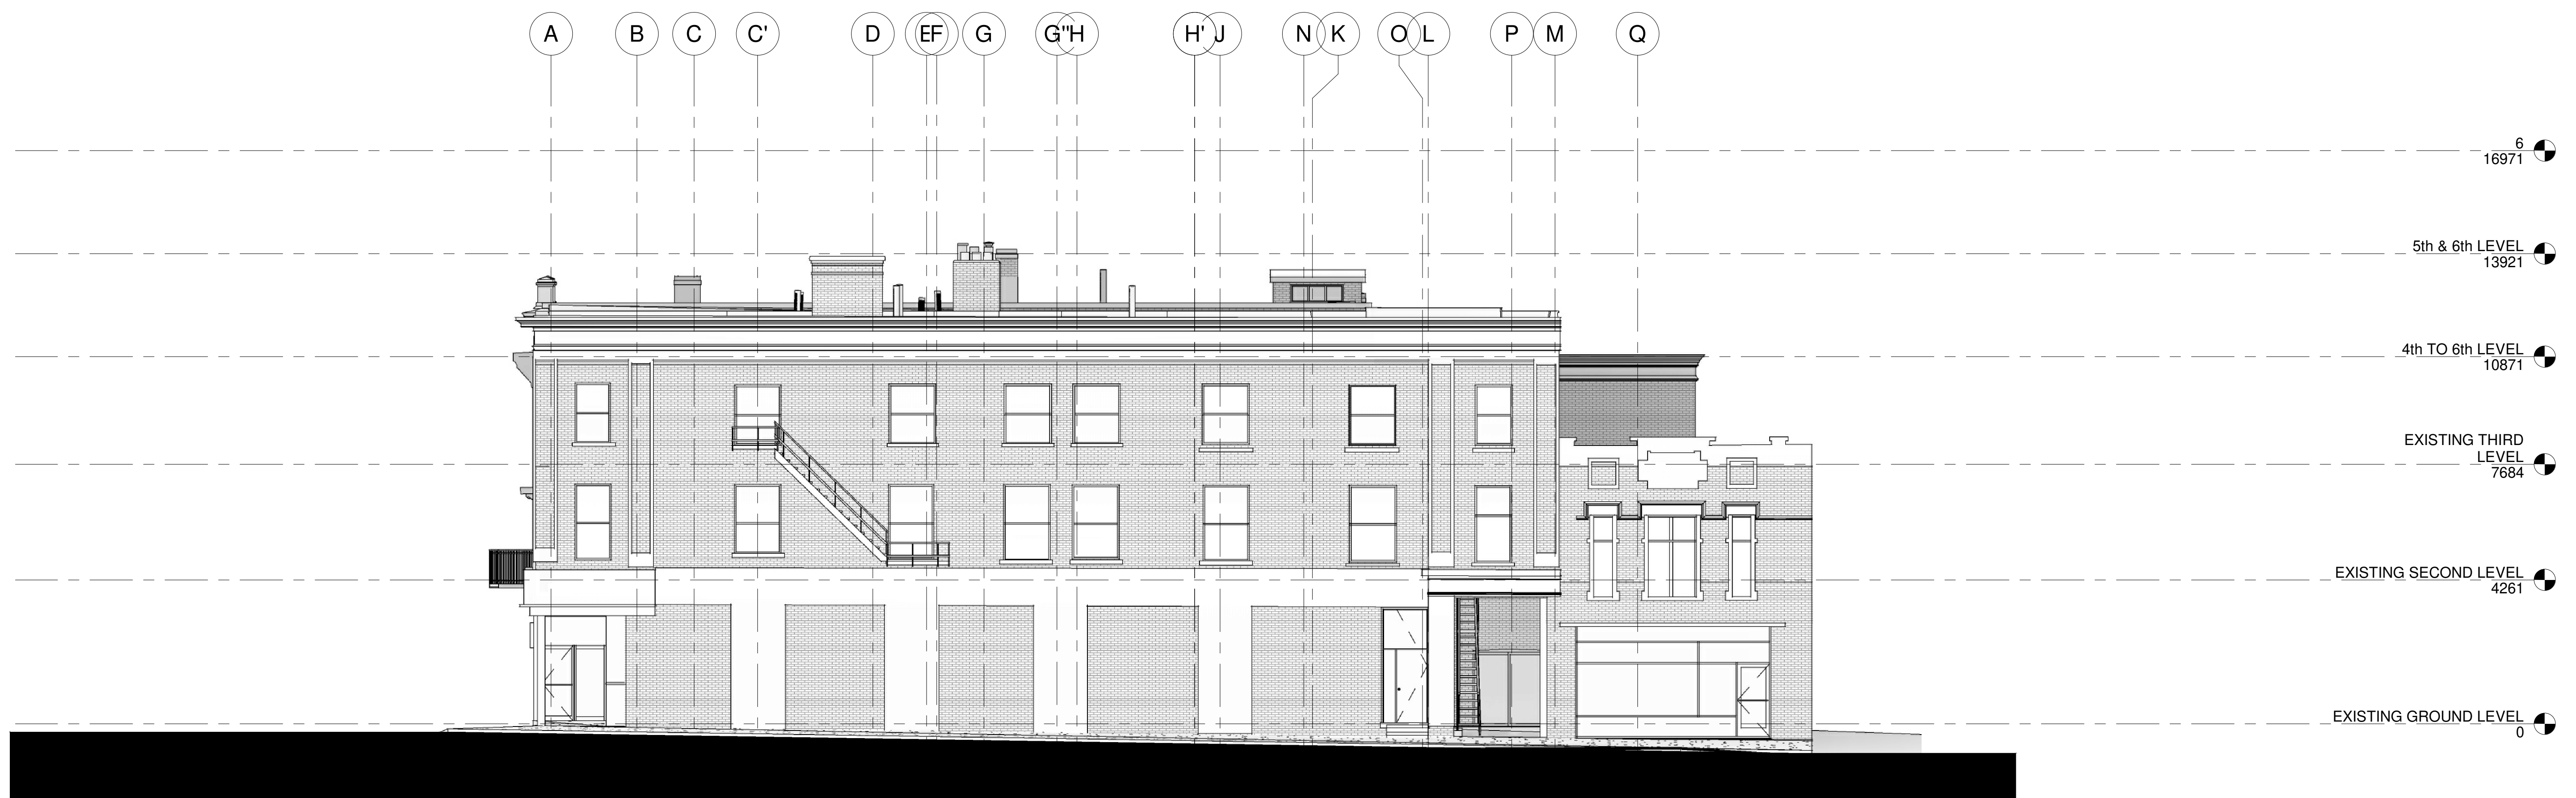 A B C C' D E F G G" H H' J N K O L P M Q
6
16971
5th & 6th LEVEL
13921
4th TO 6th LEVEL
10871
EXISTING THIRD
LEVEL
7684
EXISTING SECOND LEVEL
4261
EXISTING GROUND LEVEL
0